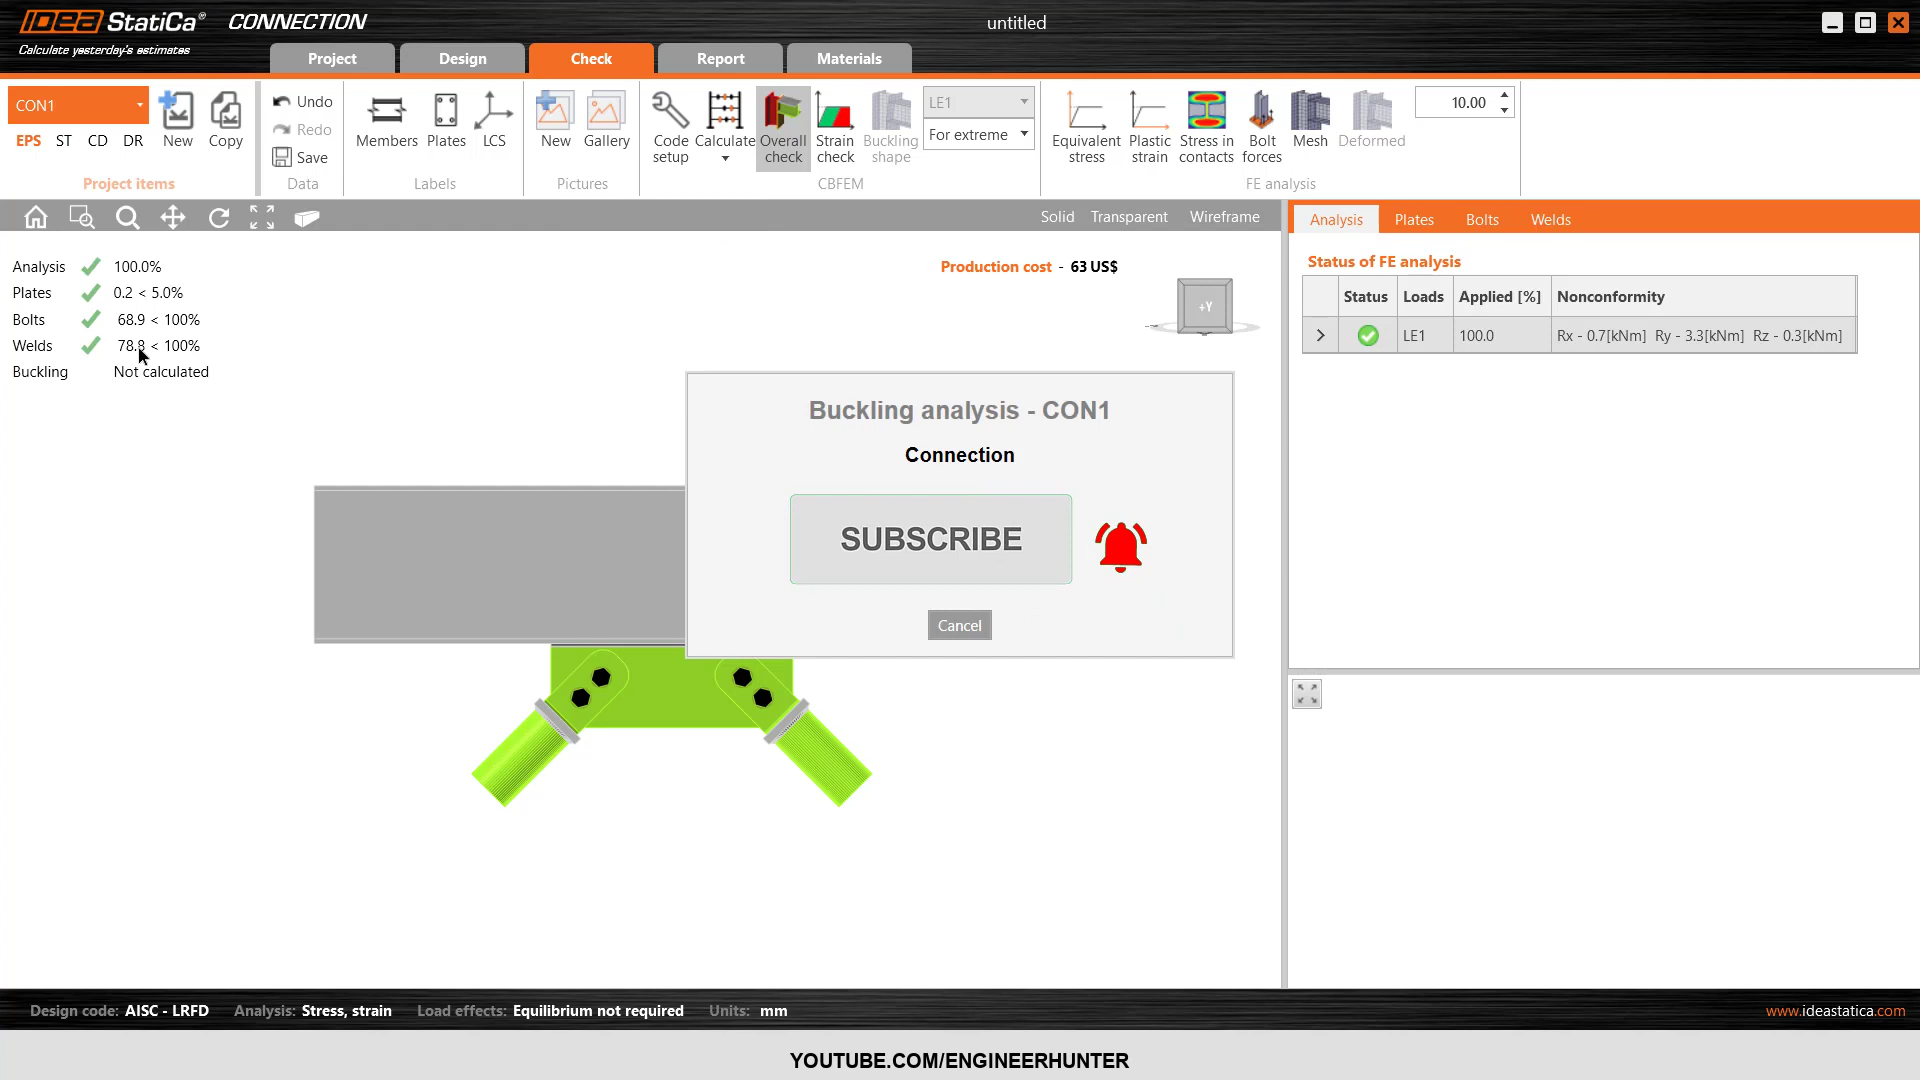 IDEA StatiCa® CONNECTION
untitled
Calculate yesterday's estimates
Project Design Check Report Materials
CON1
EPS ST CD DR
New Copy
Project items
Undo
Redo
Save
Data
Members Plates LCS
Labels
New Gallery
Pictures
Code setup Calculate Overall check Strain check Buckling shape
LE1
For extreme
CBFEM
Equivalent stress Plastic strain Stress in contacts Bolt forces Mesh Deformed
10.00
FE analysis
Solid Transparent Wireframe
Analysis 100.0%
Plates 0.2 < 5.0%
Bolts 68.9 < 100%
Welds 78.8 < 100%
Buckling Not calculated
Production cost - 63 US$
+Y
Buckling analysis - CON1
Connection
SUBSCRIBE
Cancel
Analysis Plates Bolts Welds
Status of FE analysis
Status Loads Applied [%] Nonconformity
LE1 100.0 Rx - 0.7[kNm] Ry - 3.3[kNm] Rz - 0.3[kNm]
Design code: AISC - LRFD Analysis: Stress, strain Load effects: Equilibrium not required Units: mm
www.ideastatica.com
YOUTUBE.COM/ENGINEERHUNTER